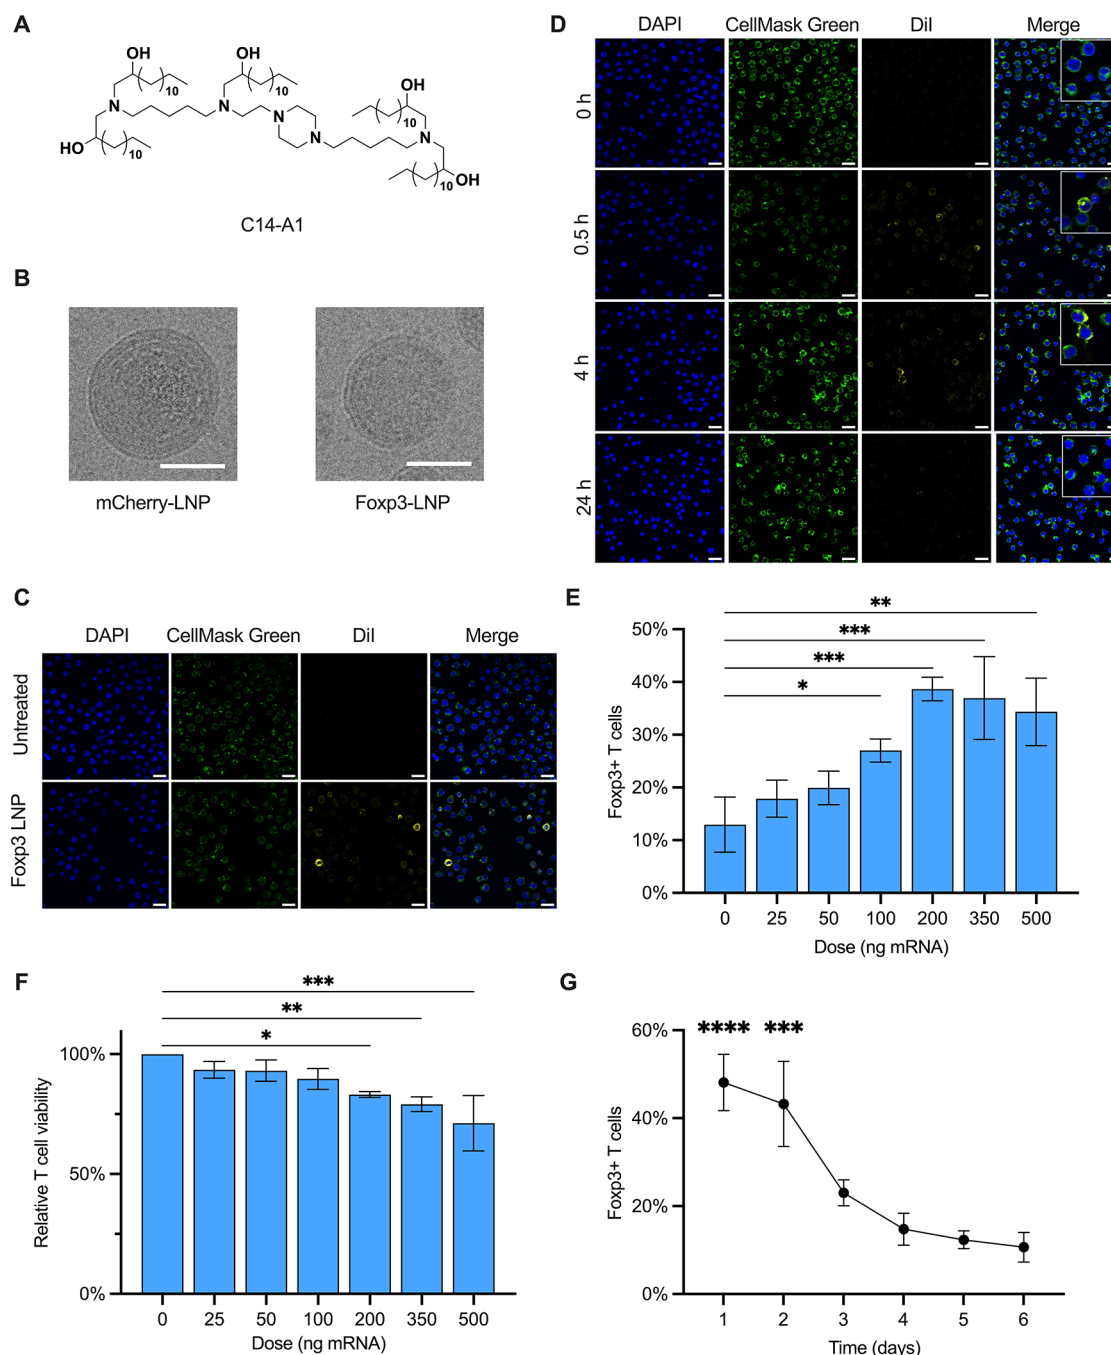 A
OH
OH
10
10
N
N
OH
N
10
N
N
HO
10
10
OH
C14-A1
B
mCherry-LNP
Foxp3-LNP
C
DAPI CellMask Green DiI Merge
Untreated
Foxp3 LNP
D
DAPI CellMask Green DiI Merge
0 h
0.5 h
4 h
24 h
E
**
***
***
*
50%
40%
30%
20%
10%
0%
Foxp3+ T cells
0 25 50 100 200 350 500
Dose (ng mRNA)
F
***
**
*
100%
50%
0%
Relative T cell viability
0 25 50 100 200 350 500
Dose (ng mRNA)
G
**** ***
60%
40%
20%
0%
Foxp3+ T cells
1 2 3 4 5 6
Time (days)